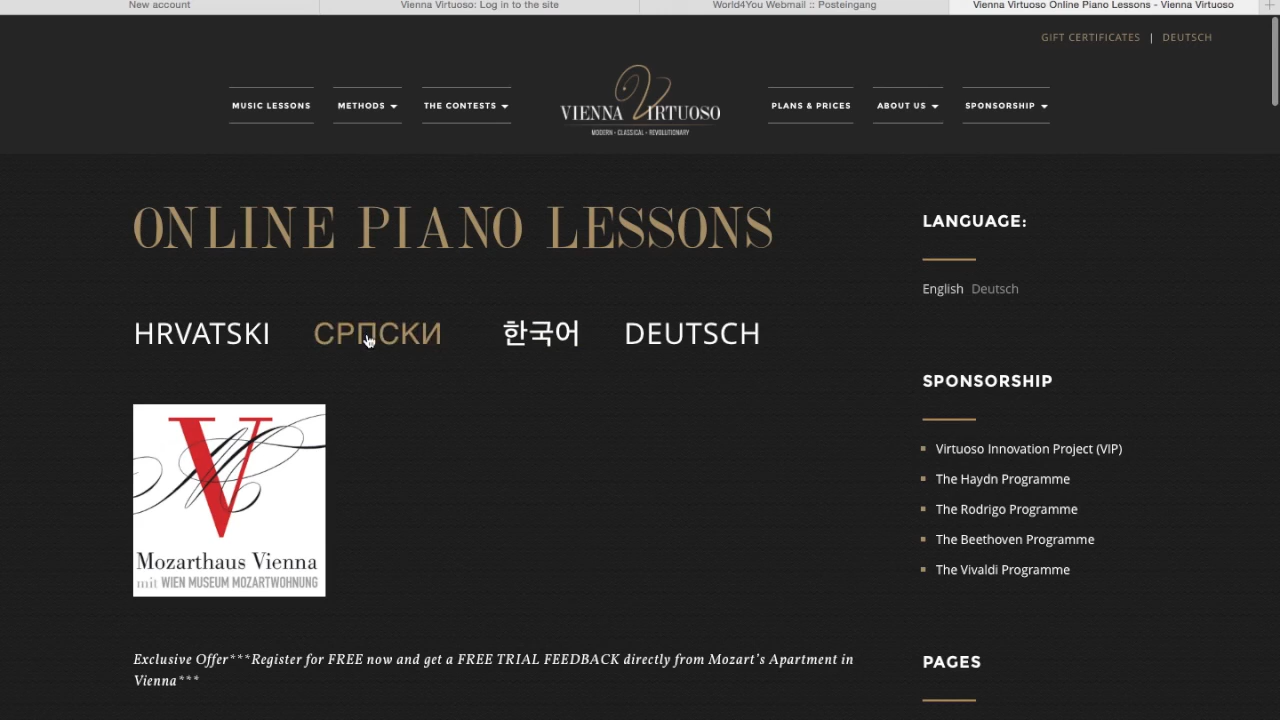 New account
Vienna Virtuoso: Log in to the site
World4You Webmail :: Posteingang
Vienna Virtuoso Online Piano Lessons - Vienna Virtuoso
GIFT CERTIFICATES | DEUTSCH
MUSIC LESSONS
METHODS
THE CONTESTS
VIENNA VIRTUOSO
MODERN • CLASSICAL • REVOLUTIONARY
PLANS & PRICES
ABOUT US
SPONSORSHIP
ONLINE PIANO LESSONS
HRVATSKI СРПСКИ 한국어 DEUTSCH
Mozarthaus Vienna
mit WIEN MUSEUM MOZARTWOHNUNG
Exclusive Offer***Register for FREE now and get a FREE TRIAL FEEDBACK directly from Mozart's Apartment in
Vienna***
LANGUAGE:
English Deutsch
SPONSORSHIP
Virtuoso Innovation Project (VIP)
The Haydn Programme
The Rodrigo Programme
The Beethoven Programme
The Vivaldi Programme
PAGES